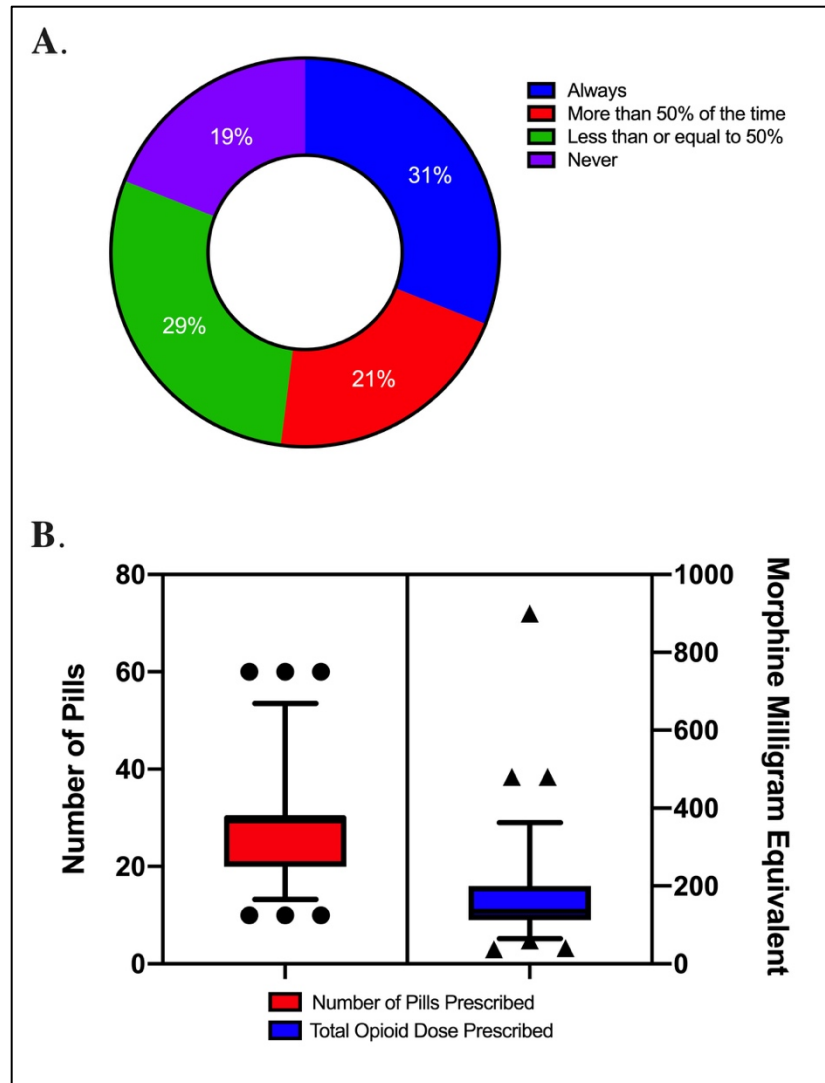 A.
Always
More than 50% of the time
Less than or equal to 50%
Never
19%
31%
29%
21%
B.
80
60
40
20
0
Number of Pills
1000
800
600
400
200
0
Morphine Milligram Equivalent
Number of Pills Prescribed
Total Opioid Dose Prescribed